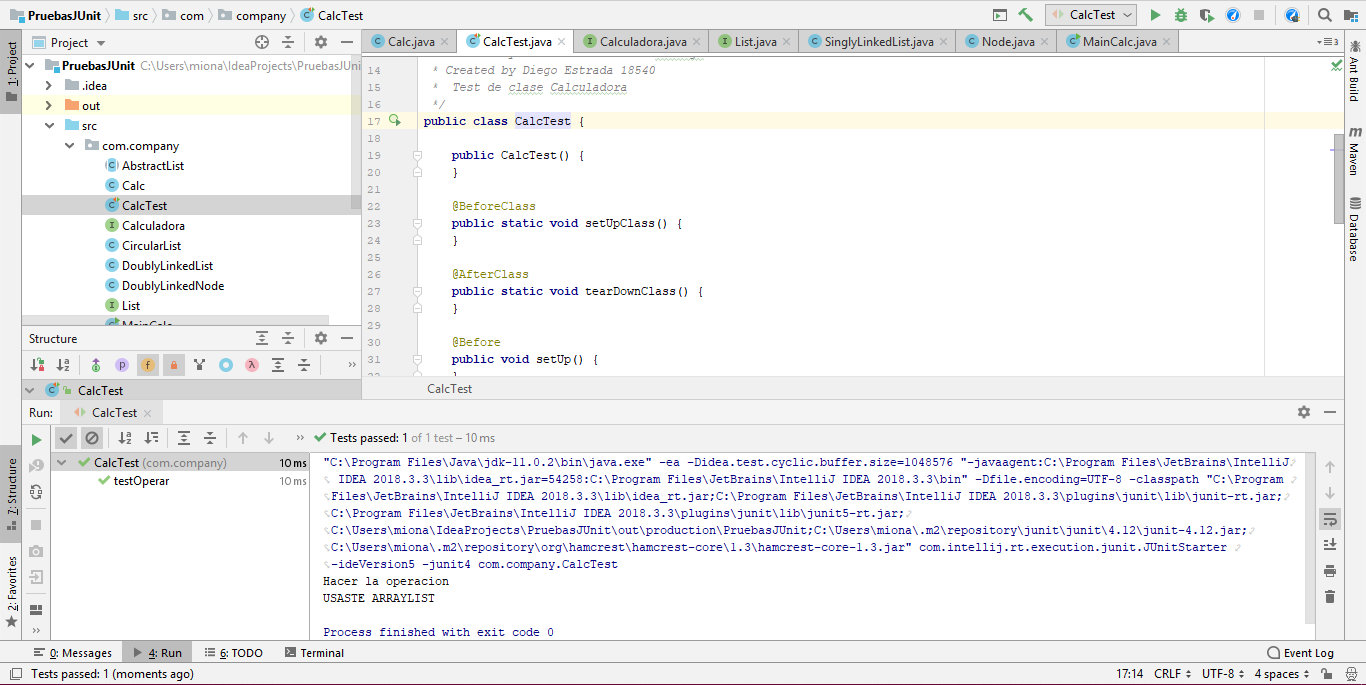 PruebasJUnit src com company CalcTest
CalcTest
1: Project
Project
Calc.java CalcTest.java Calculadora.java List.java SinglyLinkedList.java Node.java MainCalc.java
3
PruebasJUnit C:\Users\miona\IdeaProjects\PruebasJUni
.idea
out
src
com.company
AbstractList
Calc
CalcTest
Calculadora
CircularList
DoublyLinkedList
DoublyLinkedNode
List
MainCalc
14 * Created by Diego Estrada 18540
15 * Test de clase Calculadora
16 */
17 public class CalcTest {
18
19 public CalcTest() {
20 }
21
22 @BeforeClass
23 public static void setUpClass() {
24 }
25
26 @AfterClass
27 public static void tearDownClass() {
28 }
29
30 @Before
31 public void setUp() {
CalcTest
Ant Build
Maven
Database
Structure
CalcTest
Run: CalcTest
Tests passed: 1 of 1 test – 10 ms
CalcTest (com.company) 10 ms
testOperar 10 ms
"C:\Program Files\Java\jdk-11.0.2\bin\java.exe" -ea -Didea.test.cyclic.buffer.size=1048576 "-javaagent:C:\Program Files\JetBrains\IntelliJ
IDEA 2018.3.3\lib\idea_rt.jar=54258:C:\Program Files\JetBrains\IntelliJ IDEA 2018.3.3\bin" -Dfile.encoding=UTF-8 -classpath "C:\Program
Files\JetBrains\IntelliJ IDEA 2018.3.3\lib\idea_rt.jar;C:\Program Files\JetBrains\IntelliJ IDEA 2018.3.3\plugins\junit\lib\junit-rt.jar;
C:\Program Files\JetBrains\IntelliJ IDEA 2018.3.3\plugins\junit\lib\junit5-rt.jar;
C:\Users\miona\IdeaProjects\PruebasJUnit\out\production\PruebasJUnit;C:\Users\miona\.m2\repository\junit\junit\4.12\junit-4.12.jar;
C:\Users\miona\.m2\repository\org\hamcrest\hamcrest-core\1.3\hamcrest-core-1.3.jar" com.intellij.rt.execution.junit.JUnitStarter
-ideVersion5 -junit4 com.company.CalcTest
Hacer la operacion
USASTE ARRAYLIST
Process finished with exit code 0
7: Structure
2: Favorites
0: Messages 4: Run 6: TODO Terminal Event Log
Tests passed: 1 (moments ago) 17:14 CRLF UTF-8 4 spaces